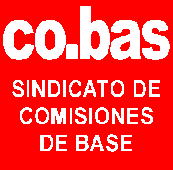 co.bas
SINDICATO DE
COMISIONES
DE BASE